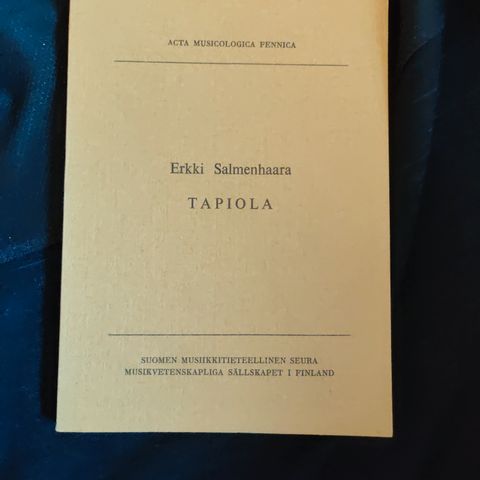 ACTA MUSICOLOGICA FENNICA
Erkki Salmenhaara
TAPIOLA
SUOMEN MUSIIKKITIETEELLINEN SEURA
MUSIKVETENSKAPLIGA SÄLLSKAPET I FINLAND